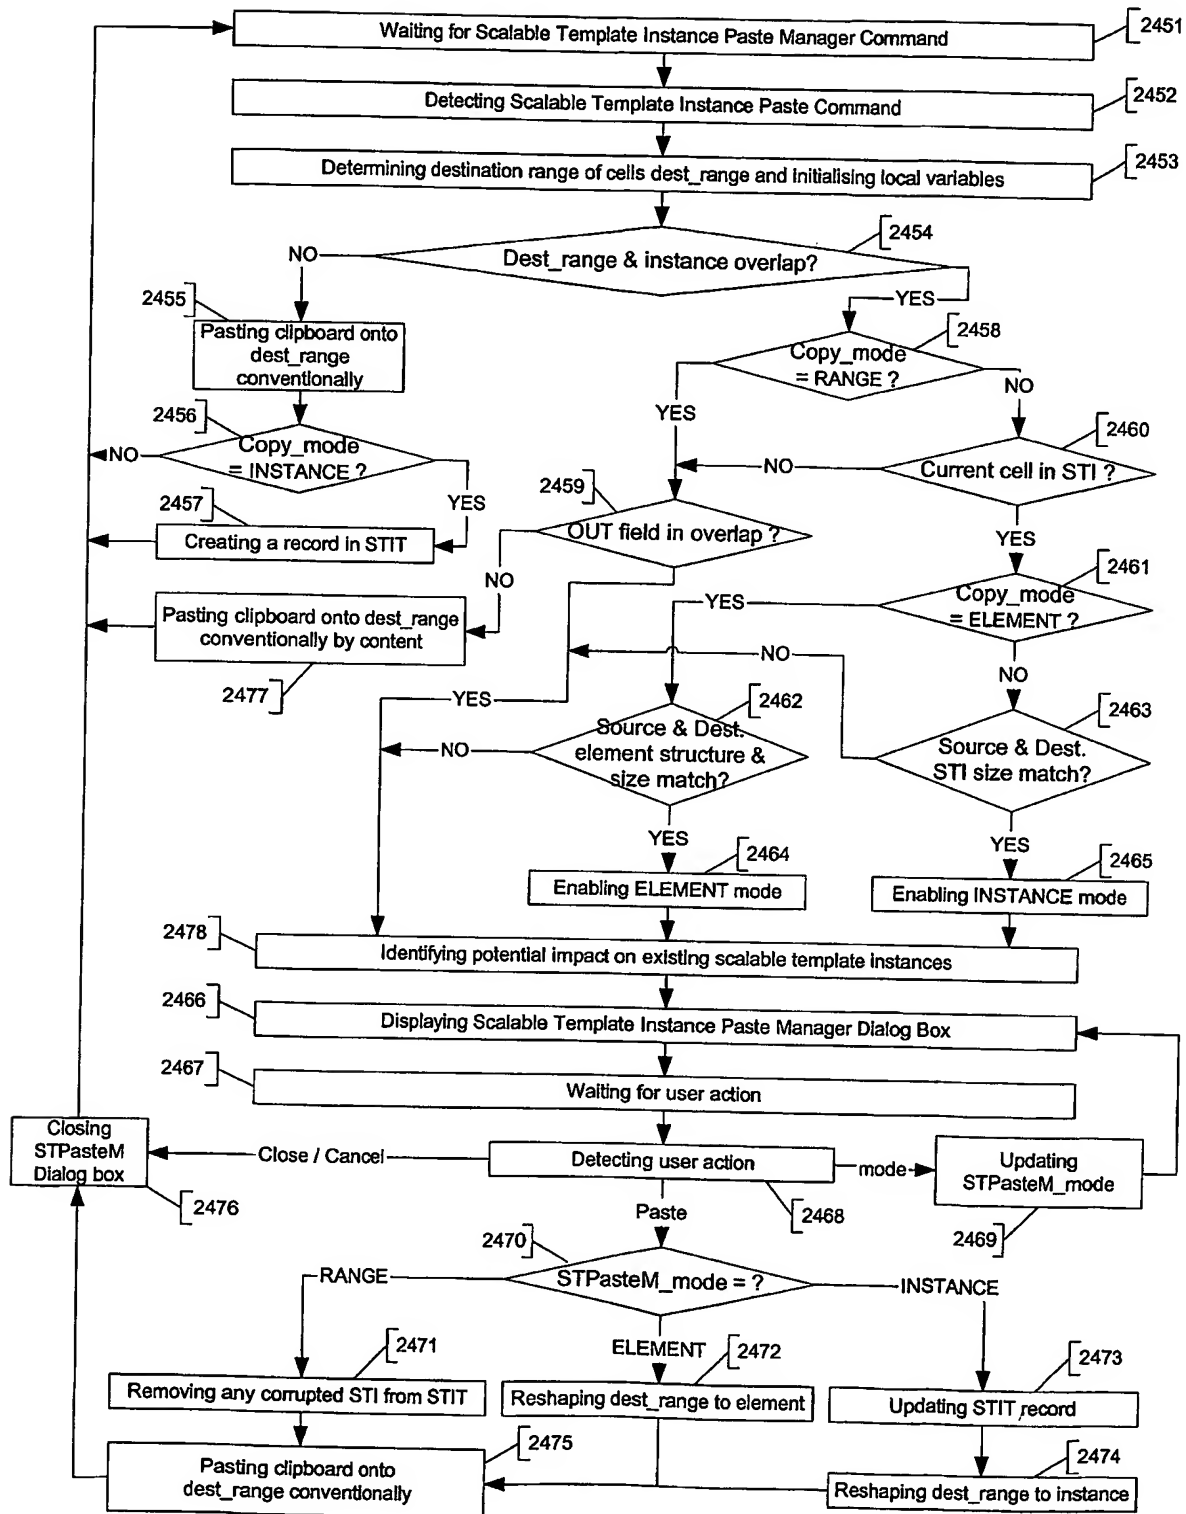 Waiting for Scalable Template Instance Paste Manager Command
2451
Detecting Scalable Template Instance Paste Command
2452
Determining destination range of cells dest_range and initialising local variables
2453
Dest_range & instance overlap?
2454
NO
YES
2455
Pasting clipboard onto
dest_range
conventionally
Copy_mode
= RANGE ?
2458
YES
NO
2456
Copy_mode
= INSTANCE ?
NO
YES
2457
Creating a record in STIT
Current cell in STI ?
2460
NO
YES
2459
OUT field in overlap ?
NO
YES
Pasting clipboard onto dest_range
conventionally by content
2477
Copy_mode
= ELEMENT ?
2461
YES
NO
Source & Dest.
element structure &
size match?
2462
NO
YES
Source & Dest.
STI size match?
2463
NO
YES
Enabling ELEMENT mode
2464
Enabling INSTANCE mode
2465
2478
Identifying potential impact on existing scalable template instances
2466
Displaying Scalable Template Instance Paste Manager Dialog Box
2467
Waiting for user action
Closing
STPasteM
Dialog box
2476
Close / Cancel
Detecting user action
2468
mode
Updating
STPasteM_mode
2469
Paste
2470
STPasteM_mode = ?
RANGE
ELEMENT
INSTANCE
2471
Removing any corrupted STI from STIT
2472
Reshaping dest_range to element
2473
Updating STIT record
2475
Pasting clipboard onto
dest_range conventionally
2474
Reshaping dest_range to instance